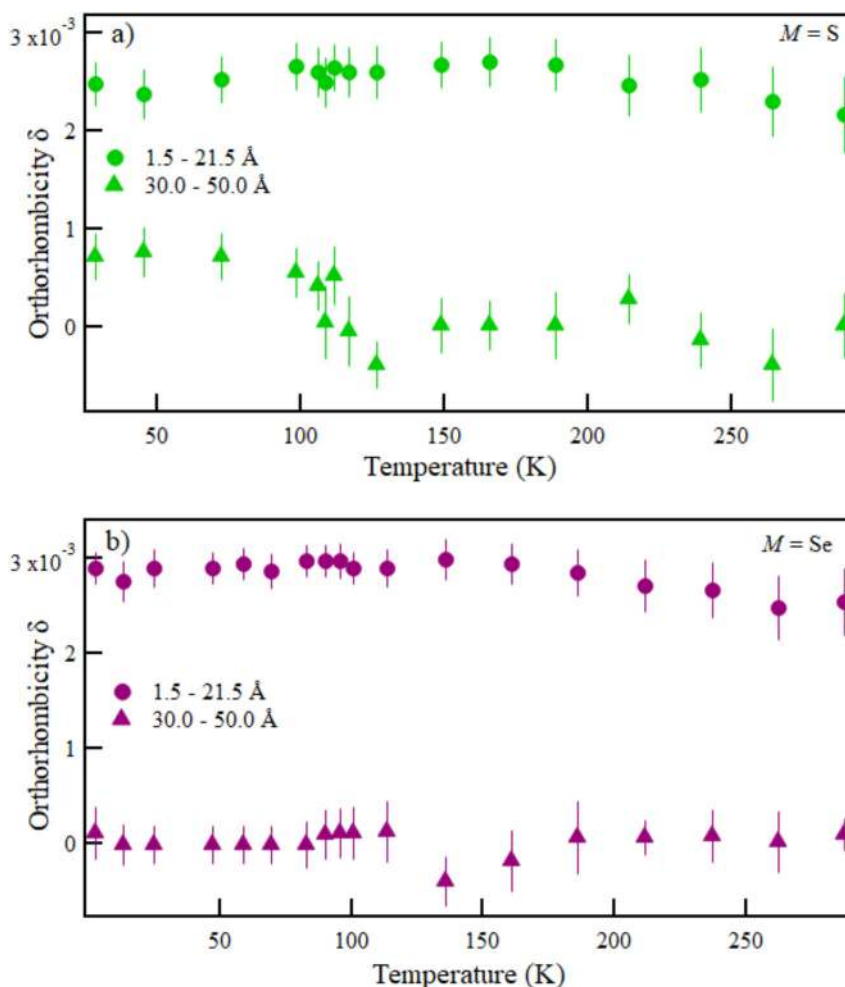 a)
M = S
3 x10-3
2
1
0
Orthorhombicity δ
1.5 - 21.5 Å
30.0 - 50.0 Å
50
100
150
200
250
Temperature (K)
b)
M = Se
3 x10-3
2
1
0
Orthorhombicity δ
1.5 - 21.5 Å
30.0 - 50.0 Å
50
100
150
200
250
Temperature (K)